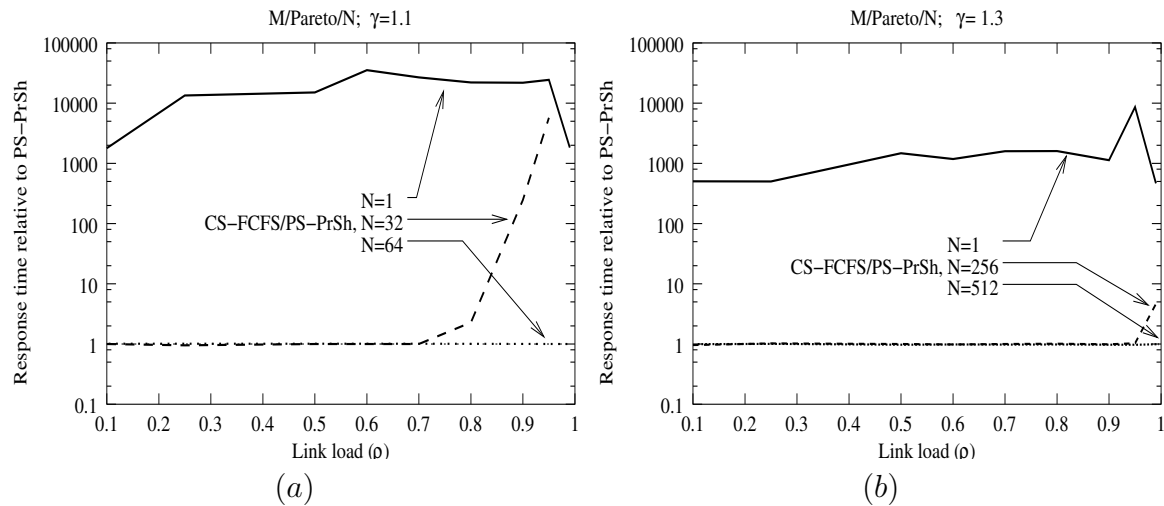 M/Pareto/N; γ=1.1
Response time relative to PS−PrSh
100000
10000
1000
100
10
1
0.1
N=1
CS−FCFS/PS−PrSh, N=32
N=64
0.1 0.2 0.3 0.4 0.5 0.6 0.7 0.8 0.9 1
Link load (ρ)
(a)
M/Pareto/N; γ= 1.3
Response time relative to PS−PrSh
100000
10000
1000
100
10
1
0.1
N=1
CS−FCFS/PS−PrSh, N=256
N=512
0.1 0.2 0.3 0.4 0.5 0.6 0.7 0.8 0.9 1
Link load (ρ)
(b)